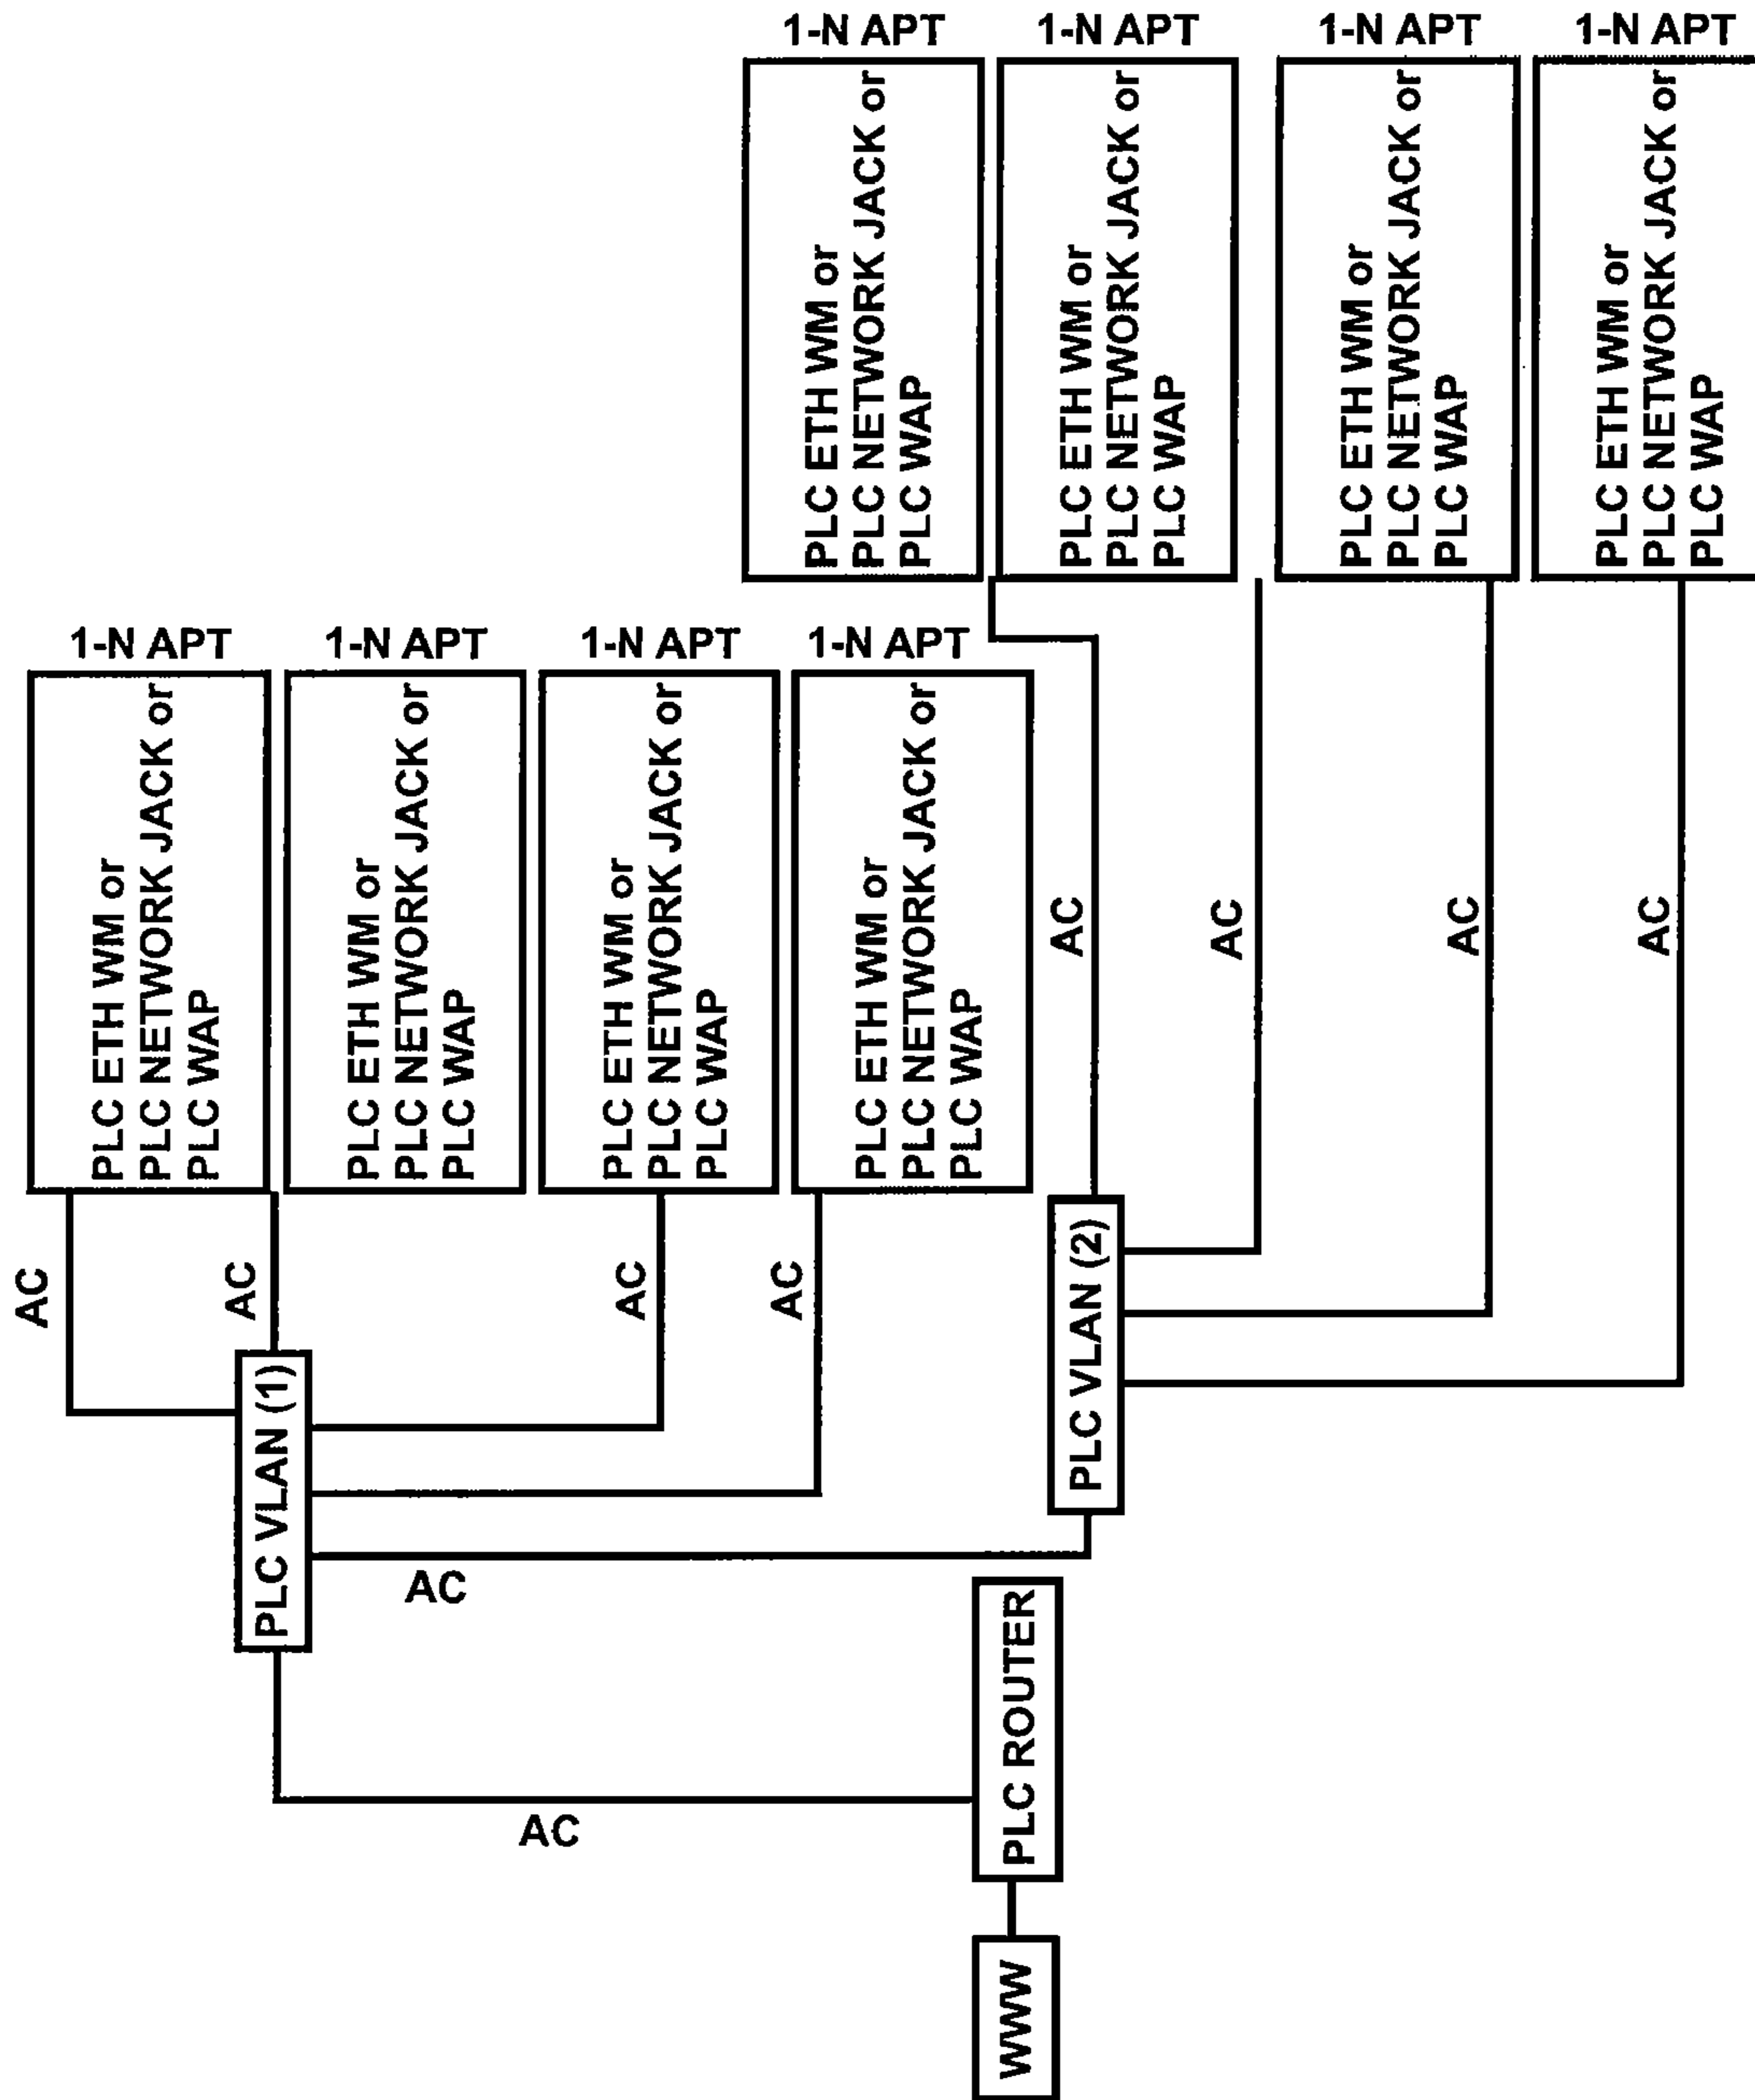 1-N APT
PLC ETH WM or
PLC NETWORK JACK or
PLC WAP
1-N APT
PLC ETH WM or
PLC NETWORK JACK or
PLC WAP
1-N APT
PLC ETH WM or
PLC NETWORK JACK or
PLC WAP
1-N APT
PLC ETH WM or
PLC NETWORK JACK or
PLC WAP
1-N APT
PLC ETH WM or
PLC NETWORK JACK or
PLC WAP
1-N APT
PLC ETH WM or
PLC NETWORK JACK or
PLC WAP
1-N APT
PLC ETH WM or
PLC NETWORK JACK or
PLC WAP
1-N APT
PLC ETH WM or
PLC NETWORK JACK or
PLC WAP
AC
AC
AC
AC
AC
AC
AC
AC
PLC VLAN (1)
PLC VLAN (2)
AC
AC
PLC ROUTER
WWW